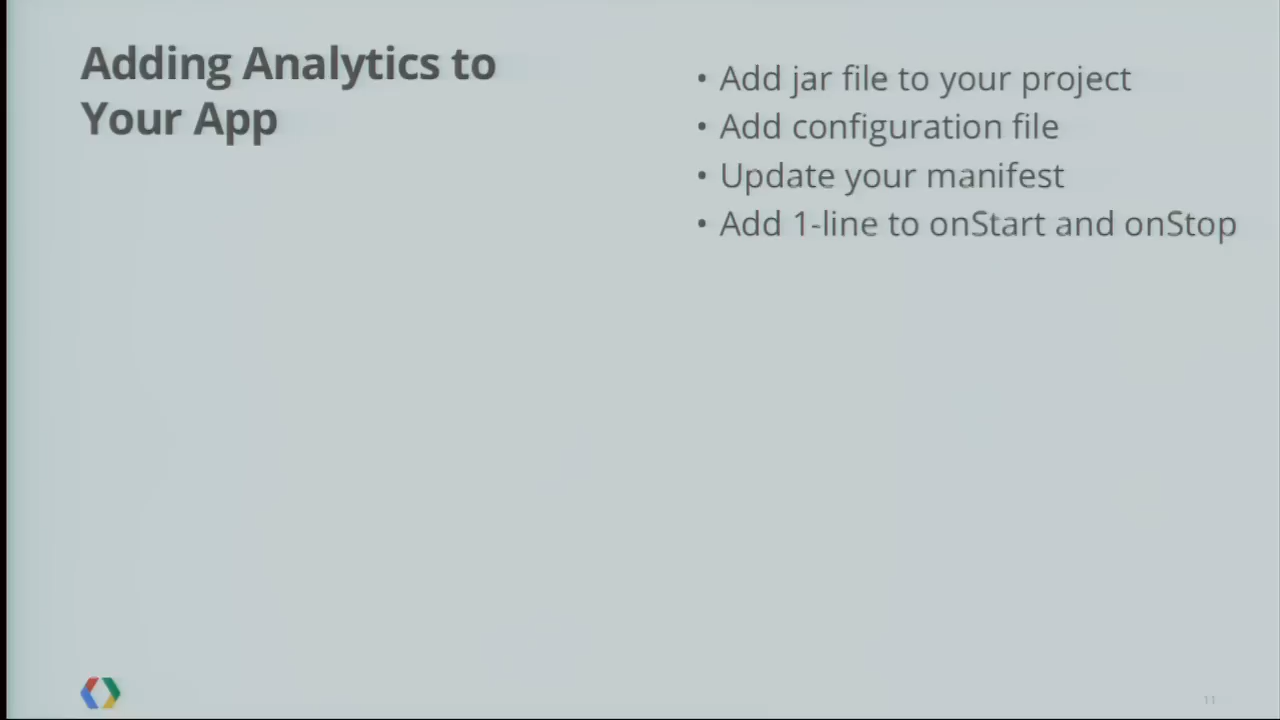 Adding Analytics to
Your App
• Add jar file to your project
• Add configuration file
• Update your manifest
• Add 1-line to onStart and onStop
11